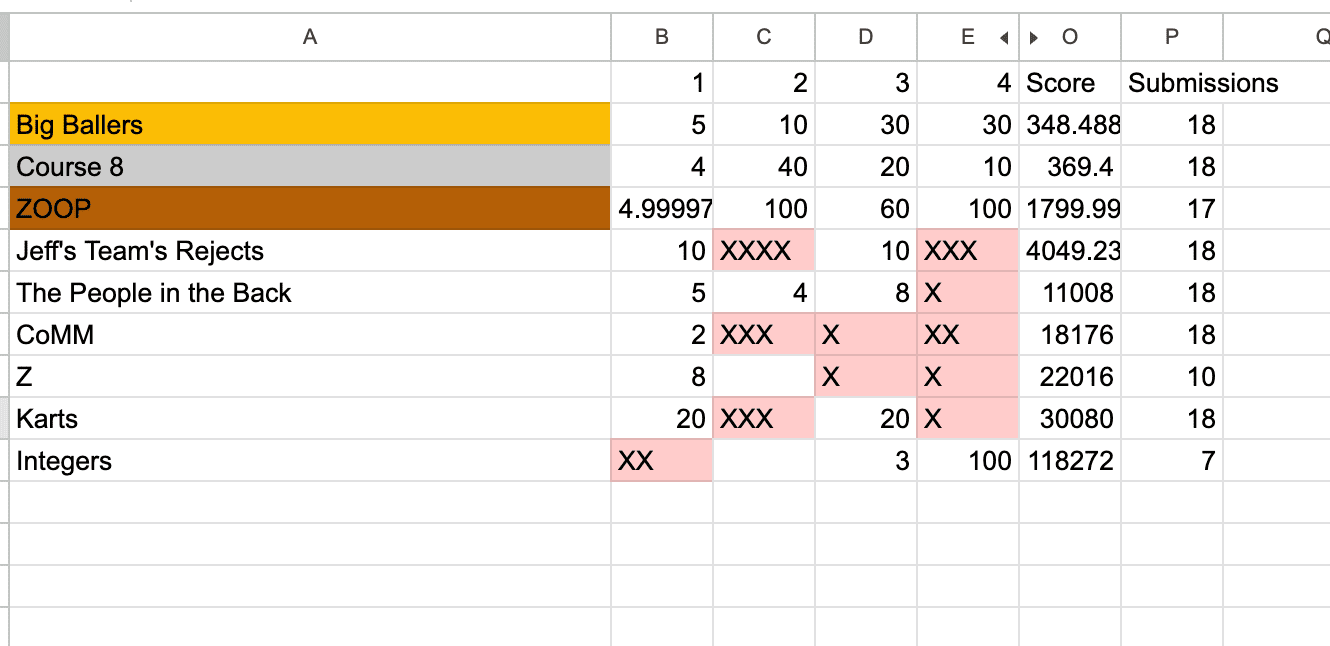 A B C D E O P Q
1 2 3 4 Score Submissions
Big Ballers 5 10 30 30 348.488 18
Course 8 4 40 20 10 369.4 18
ZOOP 4.99997 100 60 100 1799.99 17
Jeff's Team's Rejects 10 XXXX 10 XXX 4049.23 18
The People in the Back 5 4 8 X 11008 18
CoMM 2 XXX X XX 18176 18
Z 8 X X 22016 10
Karts 20 XXX 20 X 30080 18
Integers XX 3 100 118272 7